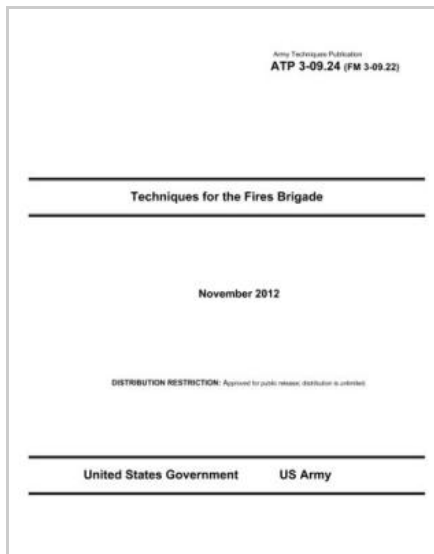 Army Techniques Publication
ATP 3-09.24 (FM 3-09.22)
Techniques for the Fires Brigade
November 2012
DISTRIBUTION RESTRICTION: Approved for public release; distribution is unlimited.
United States Government US Army